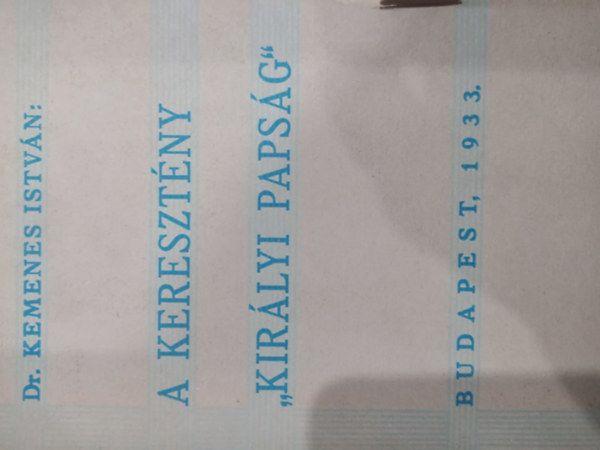 Dr. KEMENES ISTVÁN:
A KERESZTÉNY
„KIRÁLYI PAPSÁG“
BUDAPEST, 1933.